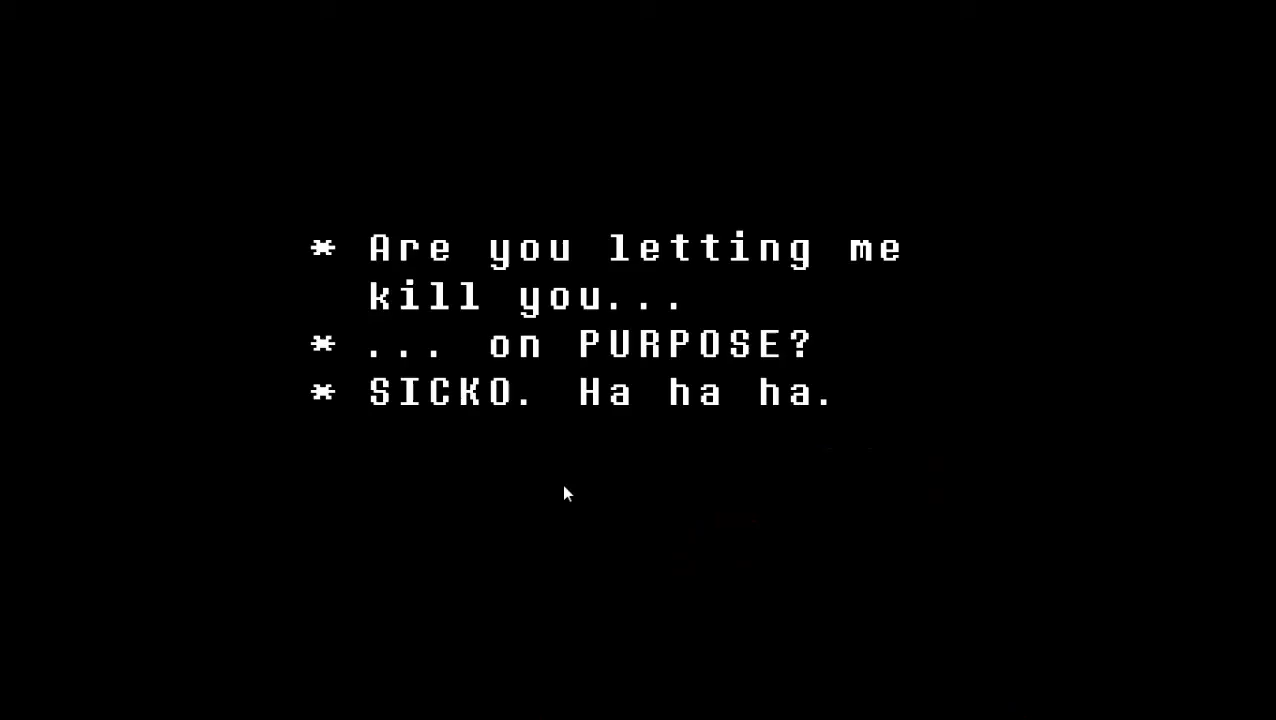 * Are you letting me
kill you...
* ... on PURPOSE?
* SICKO. Ha ha ha.